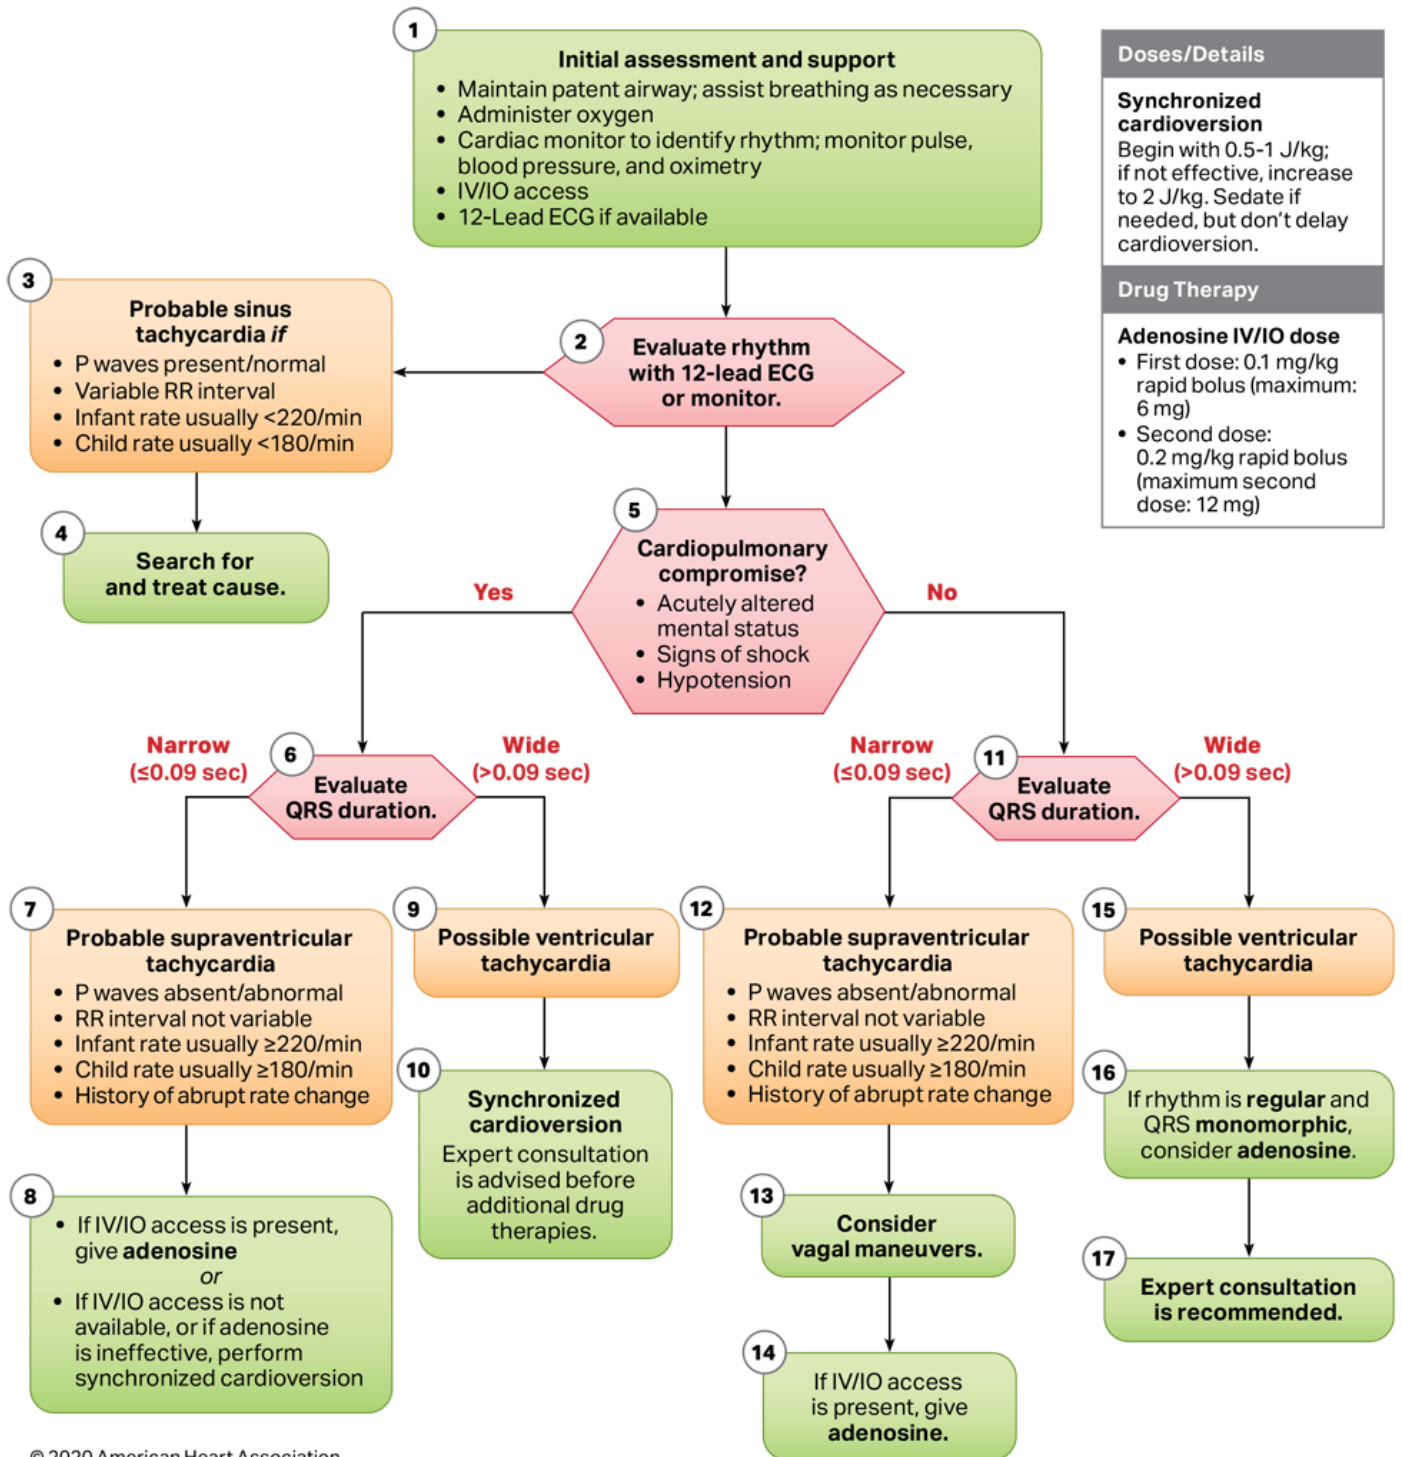 1
Initial assessment and support
• Maintain patent airway; assist breathing as necessary
• Administer oxygen
• Cardiac monitor to identify rhythm; monitor pulse,
blood pressure, and oximetry
• IV/IO access
• 12-Lead ECG if available
Doses/Details
Synchronized
cardioversion
Begin with 0.5-1 J/kg;
if not effective, increase
to 2 J/kg. Sedate if
needed, but don't delay
cardioversion.
Drug Therapy
Adenosine IV/IO dose
• First dose: 0.1 mg/kg
rapid bolus (maximum:
6 mg)
• Second dose:
0.2 mg/kg rapid bolus
(maximum second
dose: 12 mg)
2
Evaluate rhythm
with 12-lead ECG
or monitor.
3
Probable sinus
tachycardia if
• P waves present/normal
• Variable RR interval
• Infant rate usually <220/min
• Child rate usually <180/min
4
Search for
and treat cause.
5
Cardiopulmonary
compromise?
• Acutely altered
mental status
• Signs of shock
• Hypotension
Yes
No
Narrow
(≤0.09 sec)
6
Evaluate
QRS duration.
Wide
(>0.09 sec)
Narrow
(≤0.09 sec)
11
Evaluate
QRS duration.
Wide
(>0.09 sec)
7
Probable supraventricular
tachycardia
• P waves absent/abnormal
• RR interval not variable
• Infant rate usually ≥220/min
• Child rate usually ≥180/min
• History of abrupt rate change
8
• If IV/IO access is present,
give adenosine
or
• If IV/IO access is not
available, or if adenosine
is ineffective, perform
synchronized cardioversion
9
Possible ventricular
tachycardia
10
Synchronized
cardioversion
Expert consultation
is advised before
additional drug
therapies.
12
Probable supraventricular
tachycardia
• P waves absent/abnormal
• RR interval not variable
• Infant rate usually ≥220/min
• Child rate usually ≥180/min
• History of abrupt rate change
13
Consider
vagal maneuvers.
14
If IV/IO access
is present, give
adenosine.
15
Possible ventricular
tachycardia
16
If rhythm is regular and
QRS monomorphic,
consider adenosine.
17
Expert consultation
is recommended.
© 2020 American Heart Association